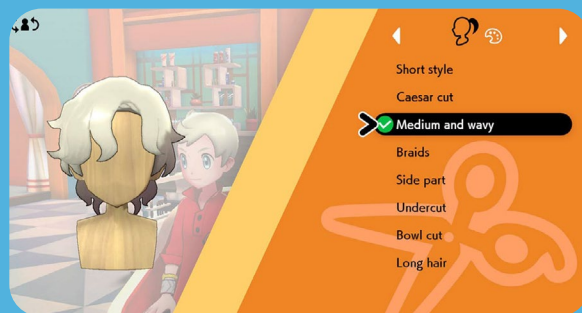 Short style
Caesar cut
Medium and wavy
Braids
Side part
Undercut
Bowl cut
Long hair